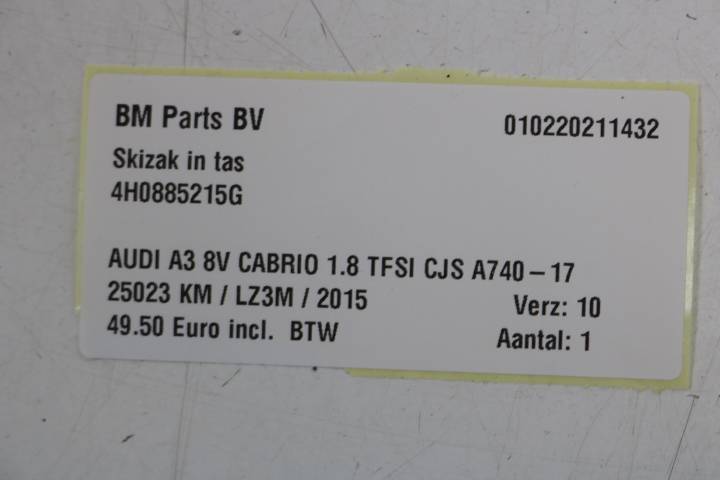 BM Parts BV 010220211432
Skizak in tas
4H0885215G
AUDI A3 8V CABRIO 1.8 TFSI CJS A740-17
25023 KM / LZ3M / 2015 Verz: 10
49.50 Euro incl. BTW Aantal: 1